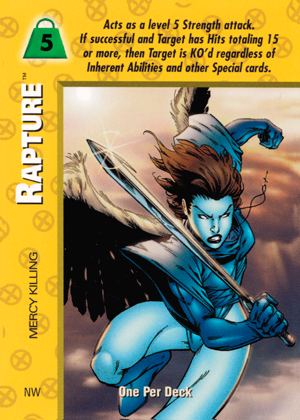 5
Acts as a level 5 Strength attack.
If successful and Target has Hits totaling 15
or more, then Target is KO'd regardless of
Inherent Abilities and other Special cards.
RAPTURE™
MERCY KILLING
NW
One Per Deck